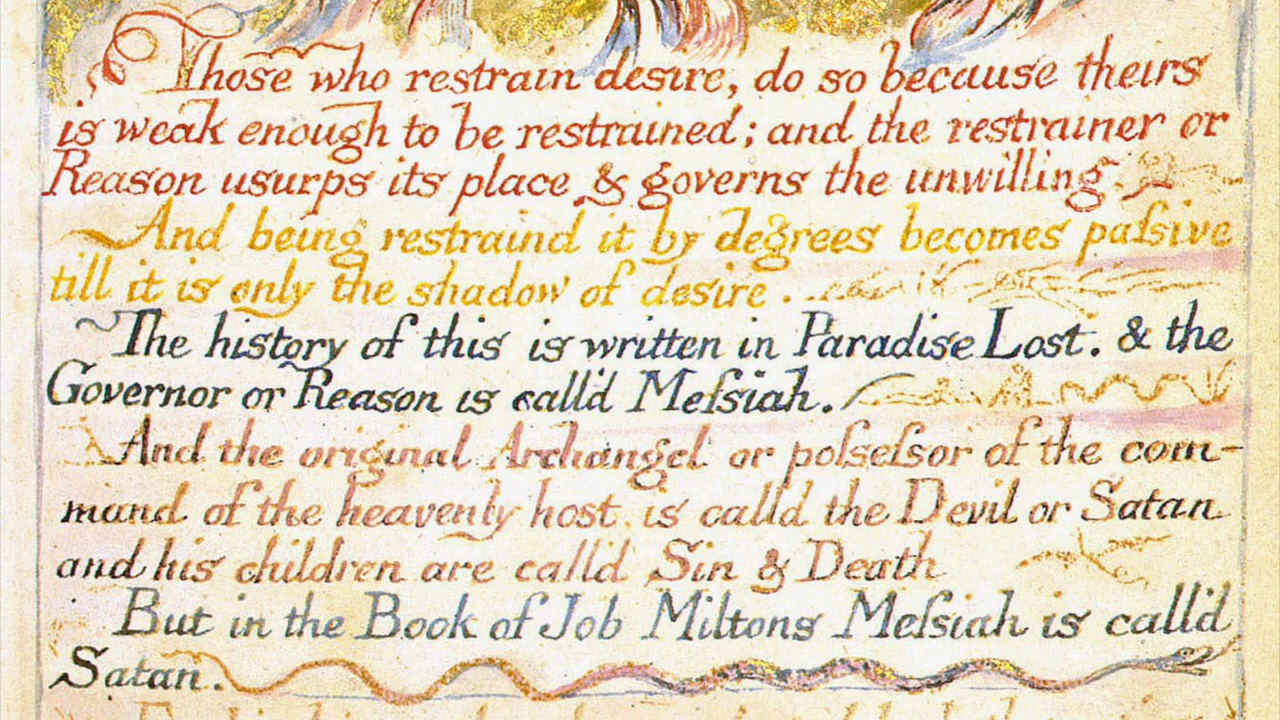 Those who restrain desire, do so because theirs
is weak enough to be restrained; and the restrainer or
Reason usurps its place & governs the unwilling.
And being restraind it by degrees becomes paſsive
till it is only the shadow of desire.
The history of this is written in Paradise Lost. & the
Governor or Reason is call'd Meſsiah.
And the original Archangel or poſseſsor of the com-
mand of the heavenly host, is calld the Devil or Satan
and his children are call'd Sin & Death
But in the Book of Job Miltons Meſsiah is call'd
Satan.